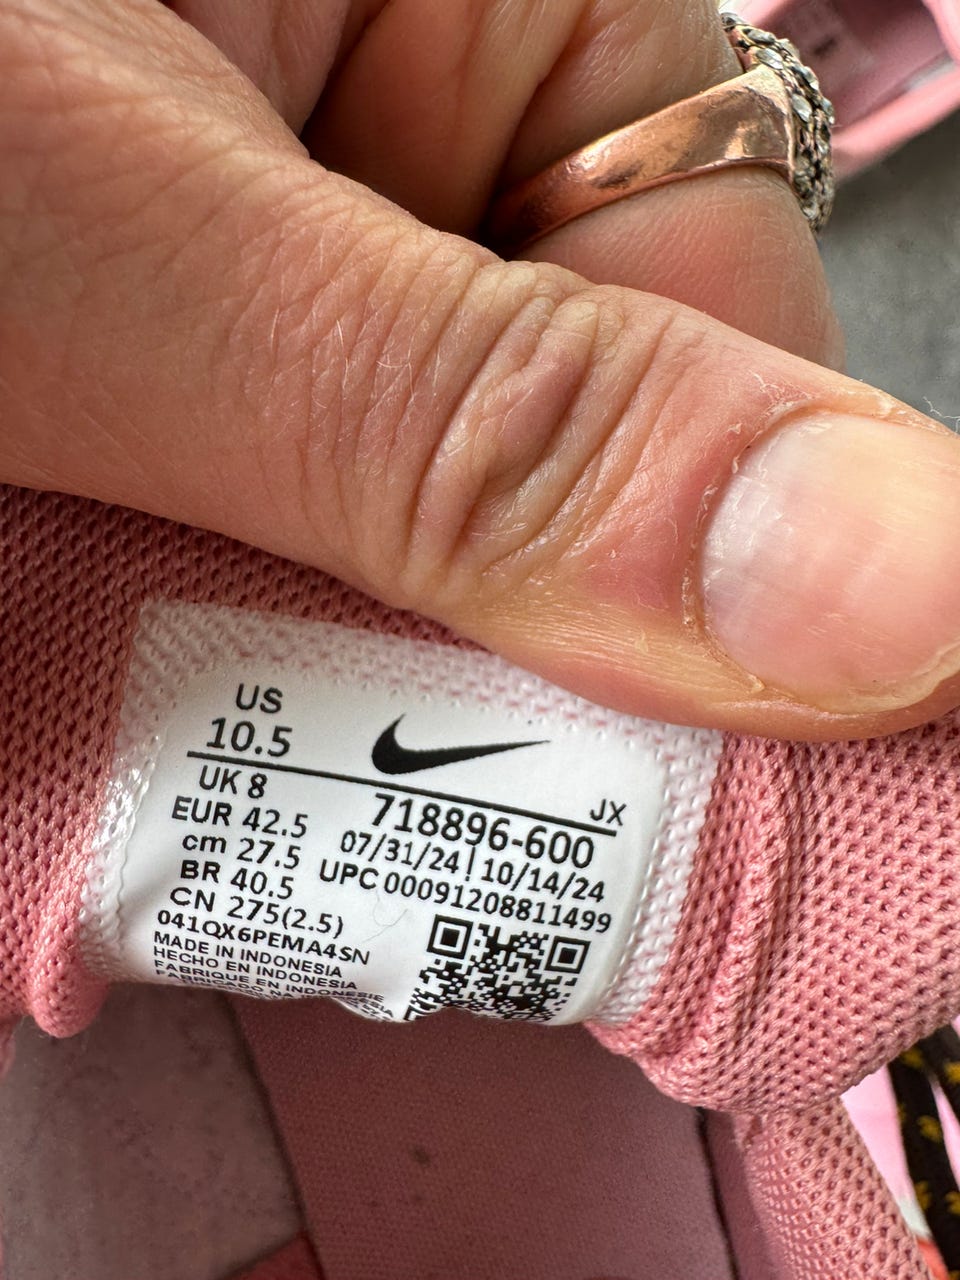 US
10.5
UK 8
EUR 42.5
cm 27.5
BR 40.5
CN 275(2.5)
041QX6PEMA4SN
MADE IN INDONESIA
HECHO EN INDONESIA
FABRIQUE EN INDONESIE
FABRICADO NA
JX
718896-600
07/31/24 | 10/14/24
UPC 00091208811499